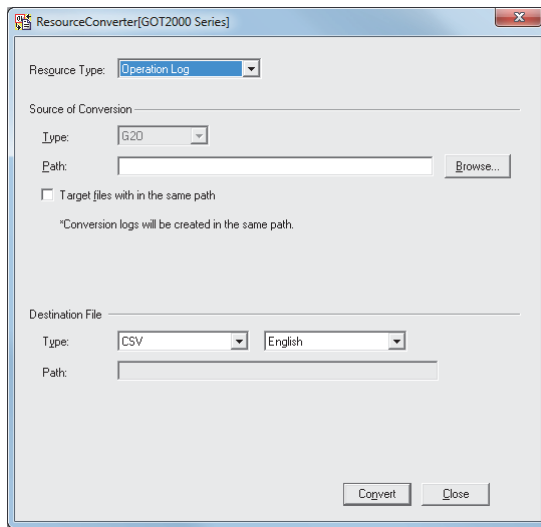 ResourceConverter[GOT2000 Series]
Resource Type: Operation Log
Source of Conversion
Type: G20
Path: Browse...
Target files with in the same path
*Conversion logs will be created in the same path.
Destination File
Type: CSV English
Path:
Convert Close